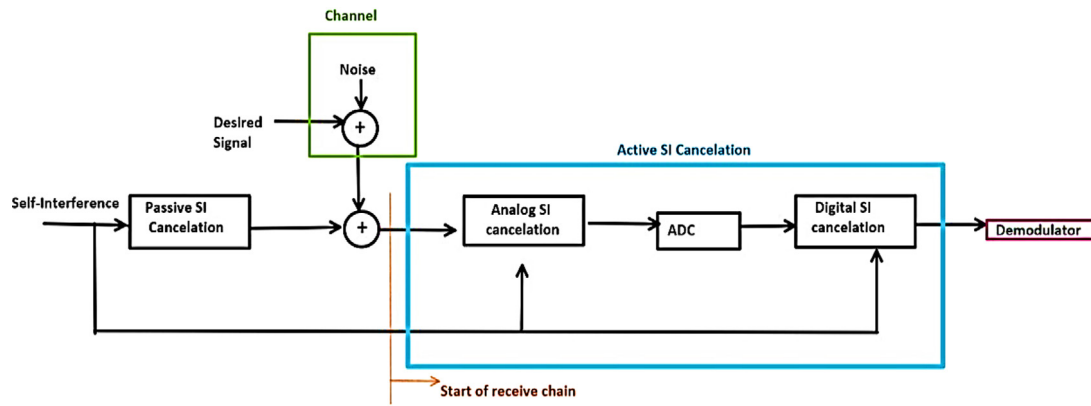 Channel
Noise
Desired
Signal
Active SI Cancelation
Self-Interference
Passive SI
Cancelation
Analog SI
cancelation
ADC
Digital SI
cancelation
Demodulator
+
+
Start of receive chain